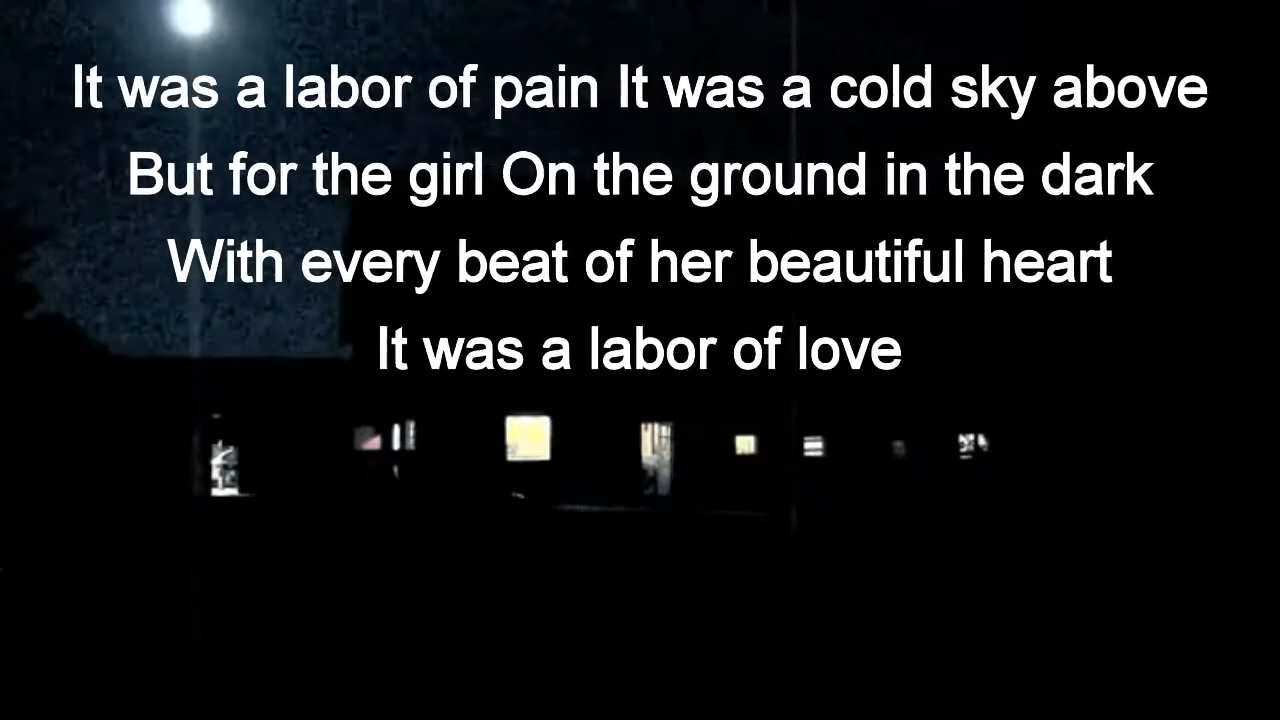 It was a labor of pain It was a cold sky above
But for the girl On the ground in the dark
With every beat of her beautiful heart
It was a labor of love